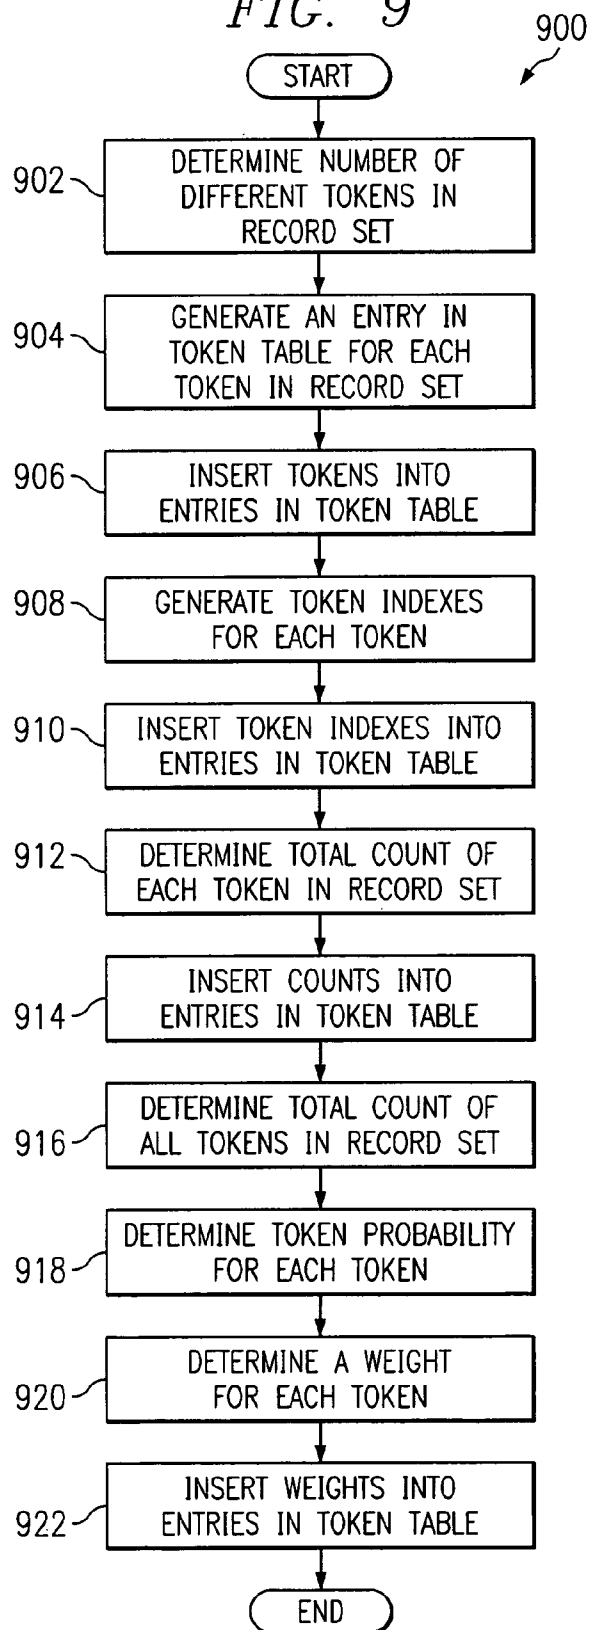 FIG. 9
900
START
902
DETERMINE NUMBER OF
DIFFERENT TOKENS IN
RECORD SET
904
GENERATE AN ENTRY IN
TOKEN TABLE FOR EACH
TOKEN IN RECORD SET
906
INSERT TOKENS INTO
ENTRIES IN TOKEN TABLE
908
GENERATE TOKEN INDEXES
FOR EACH TOKEN
910
INSERT TOKEN INDEXES INTO
ENTRIES IN TOKEN TABLE
912
DETERMINE TOTAL COUNT OF
EACH TOKEN IN RECORD SET
914
INSERT COUNTS INTO
ENTRIES IN TOKEN TABLE
916
DETERMINE TOTAL COUNT OF
ALL TOKENS IN RECORD SET
918
DETERMINE TOKEN PROBABILITY
FOR EACH TOKEN
920
DETERMINE A WEIGHT
FOR EACH TOKEN
922
INSERT WEIGHTS INTO
ENTRIES IN TOKEN TABLE
END